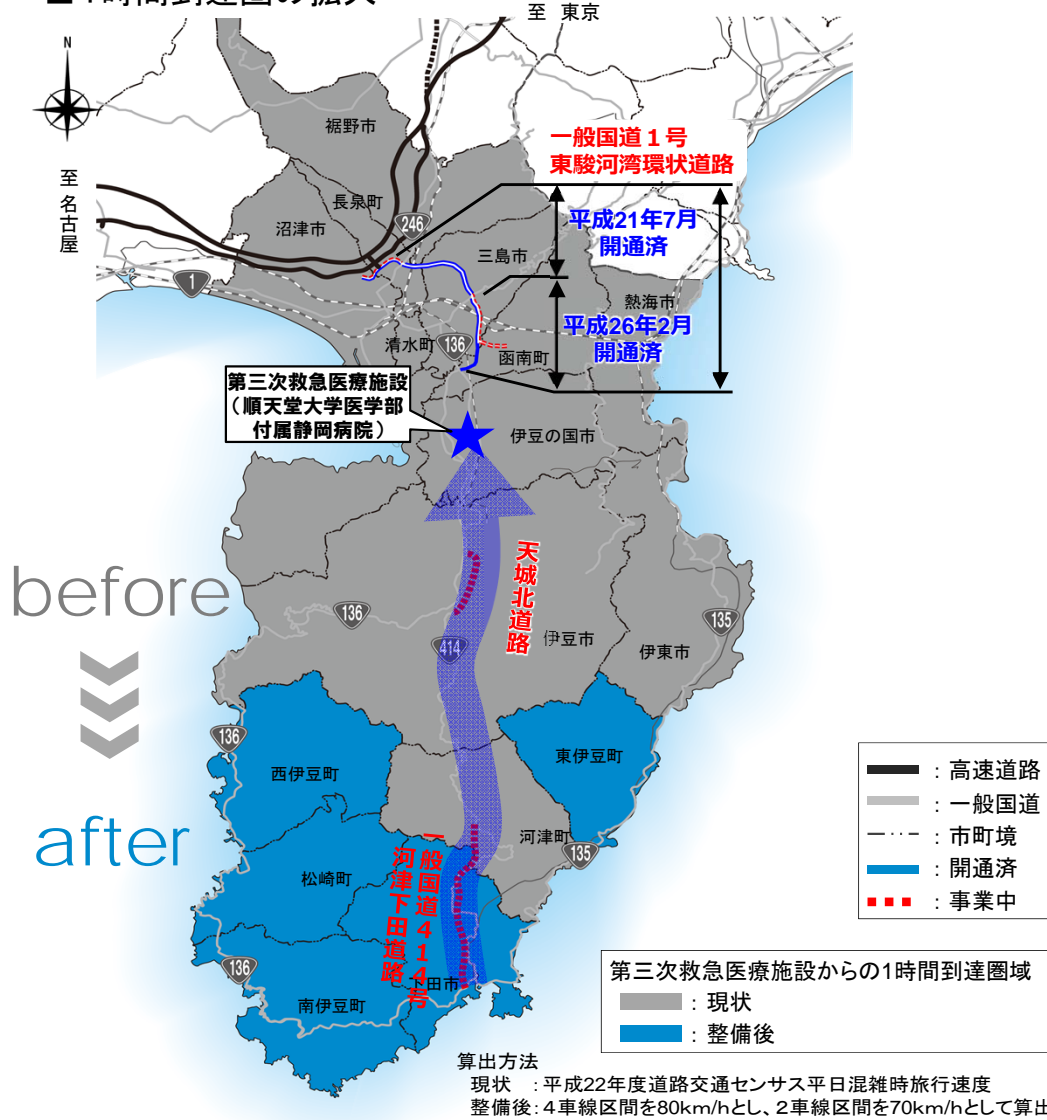 至 東京
N
裾野市
一般国道1号
東駿河湾環状道路
至 名古屋
長泉町
246
沼津市
平成21年7月
開通済
三島市
1
熱海市
平成26年2月
開通済
清水町
136
函南町
第三次救急医療施設
(順天堂大学医学部
付属静岡病院)
伊豆の国市
天城北道路
before
136
135
414
伊豆市
伊東市
136
西伊豆町
東伊豆町
after
河津町
135
一般国道414号
河津下田道路
松崎町
136
下田市
南伊豆町
:高速道路
:一般国道
:市町境
:開通済
:事業中
第三次救急医療施設からの1時間到達圏域
:現状
:整備後
算出方法
現状 :平成22年度道路交通センサス平日混雑時旅行速度
整備後:4車線区間を80km/hとし、2車線区間を70km/hとして算出